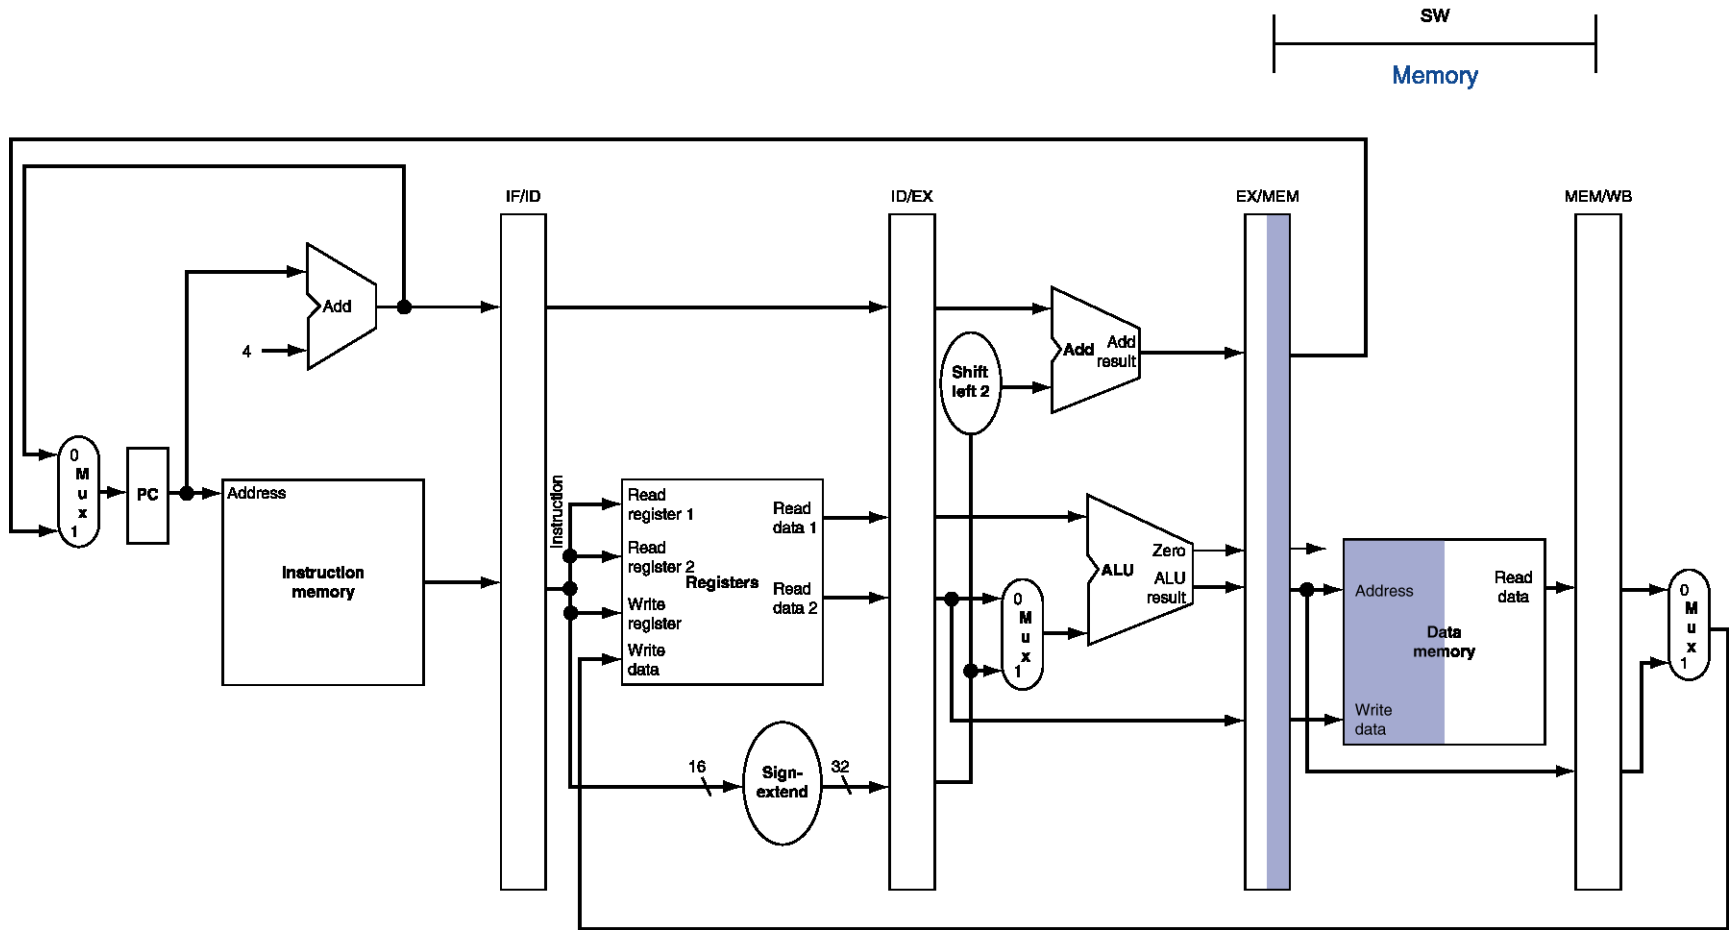 SW
Memory
IF/ID
ID/EX
EX/MEM
MEM/WB
Add
4
0
M
u
x
1
PC
Address
Instruction
memory
Instruction
Read
register 1
Read
register 2
Write
register
Write
data
Registers
Read
data 1
Read
data 2
16
Sign-
extend
32
Shift
left 2
Add
Add
result
0
M
u
x
1
ALU
Zero
ALU
result
Address
Write
data
Data
memory
Read
data
0
M
u
x
1